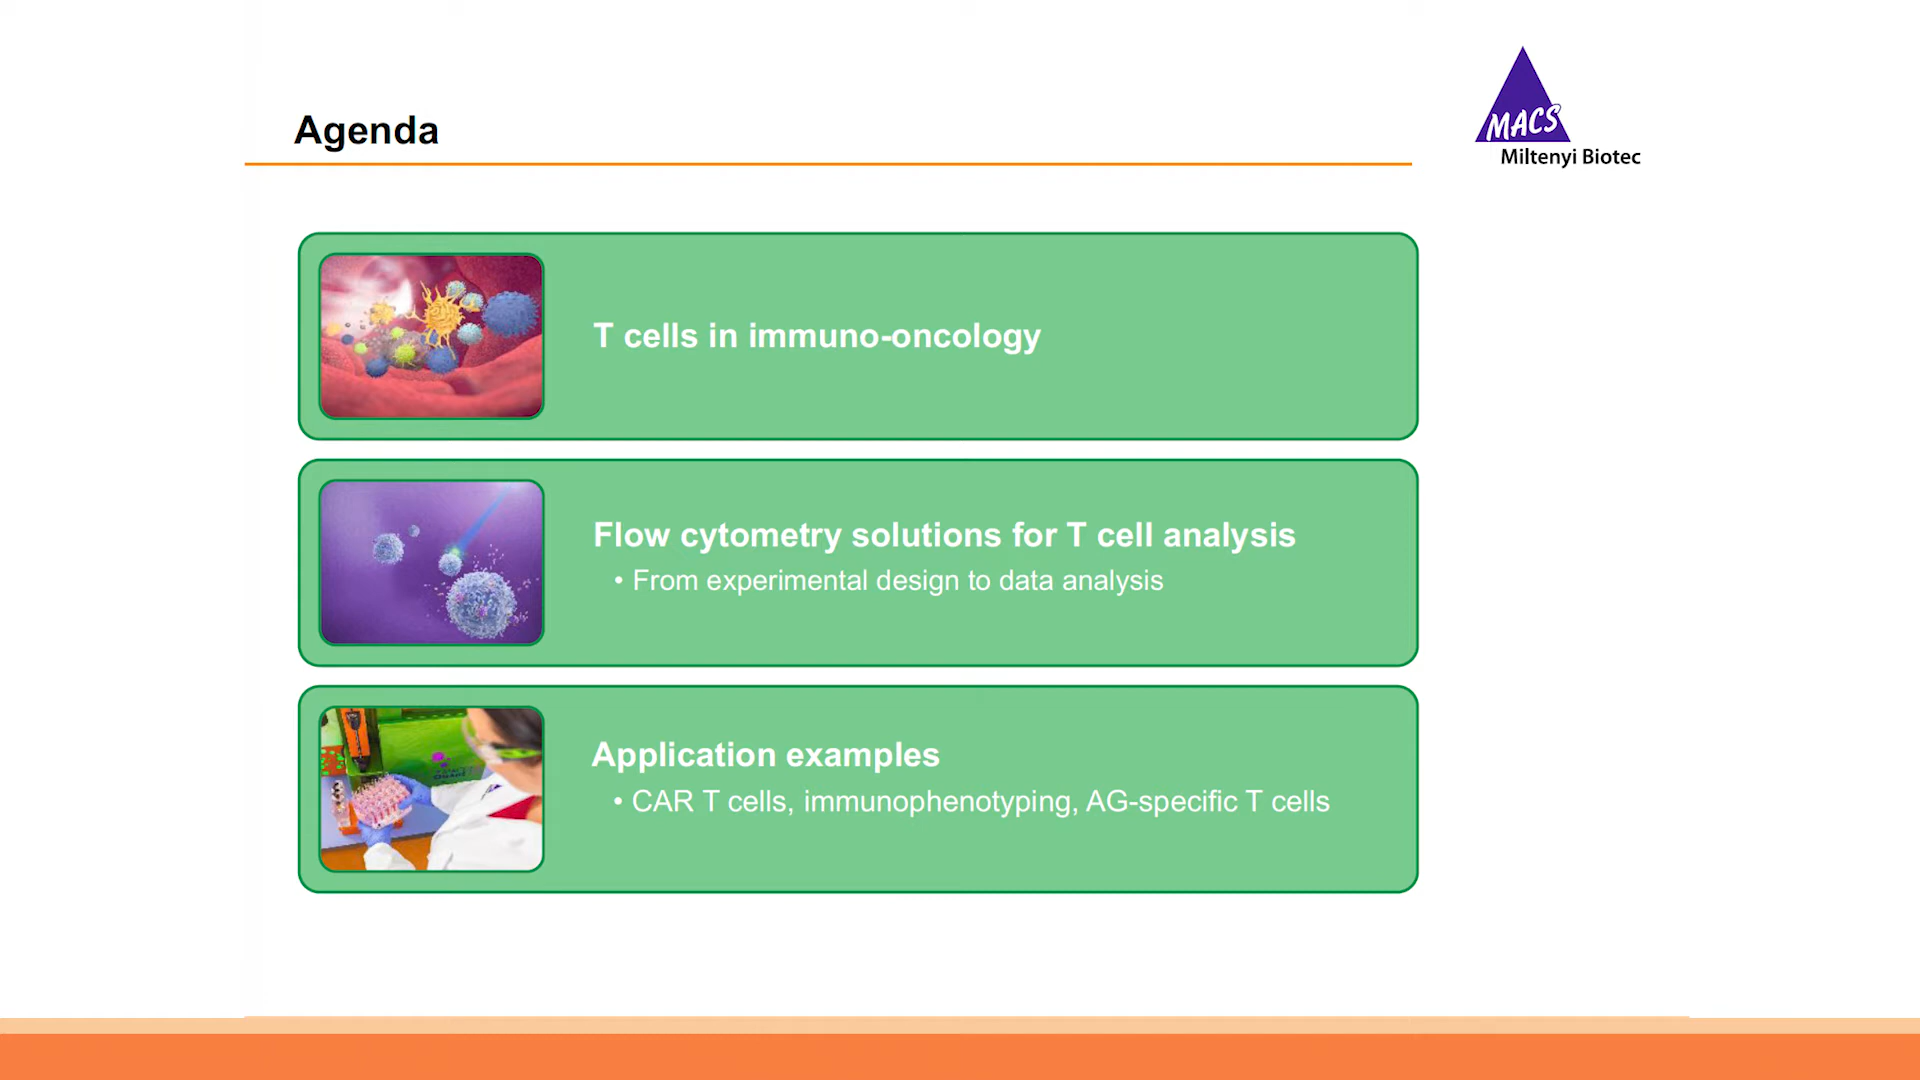 Agenda
MACS
Miltenyi Biotec
T cells in immuno-oncology
Flow cytometry solutions for T cell analysis
• From experimental design to data analysis
Application examples
• CAR T cells, immunophenotyping, AG-specific T cells